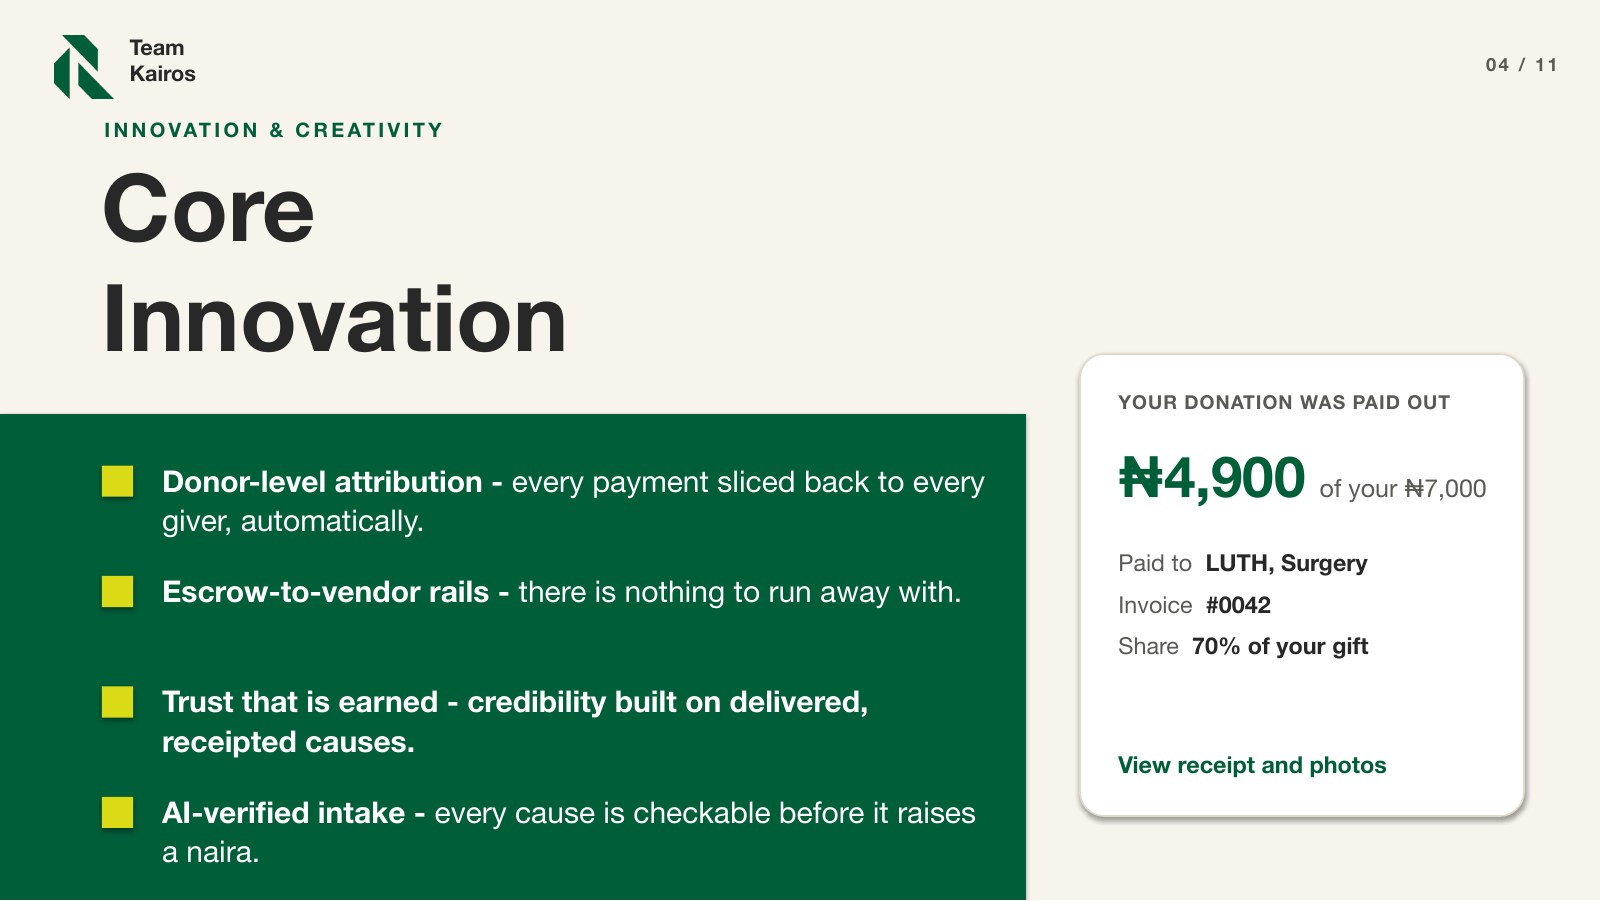 Team
Kairos
04 / 11
INNOVATION & CREATIVITY
Core
Innovation
Donor-level attribution - every payment sliced back to every
giver, automatically.
Escrow-to-vendor rails - there is nothing to run away with.
Trust that is earned - credibility built on delivered,
receipted causes.
AI-verified intake - every cause is checkable before it raises
a naira.
YOUR DONATION WAS PAID OUT
₦4,900 of your ₦7,000
Paid to LUTH, Surgery
Invoice #0042
Share 70% of your gift
View receipt and photos